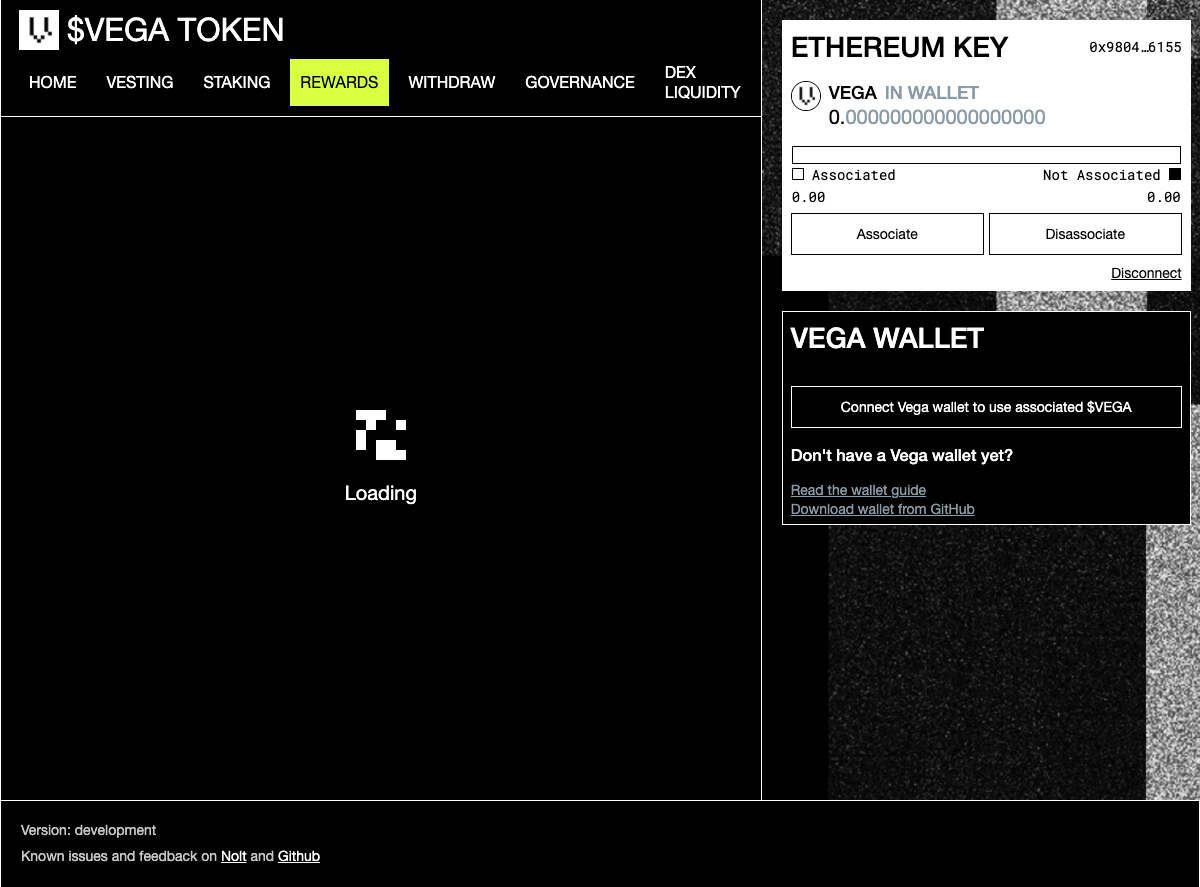 $VEGA TOKEN
HOME VESTING STAKING REWARDS WITHDRAW GOVERNANCE DEX LIQUIDITY
Loading
ETHEREUM KEY 0x9804…6155
VEGA IN WALLET
0.000000000000000000
Associated Not Associated
0.00 0.00
Associate Disassociate
Disconnect
VEGA WALLET
Connect Vega wallet to use associated $VEGA
Don't have a Vega wallet yet?
Read the wallet guide
Download wallet from GitHub
Version: development
Known issues and feedback on Nolt and Github